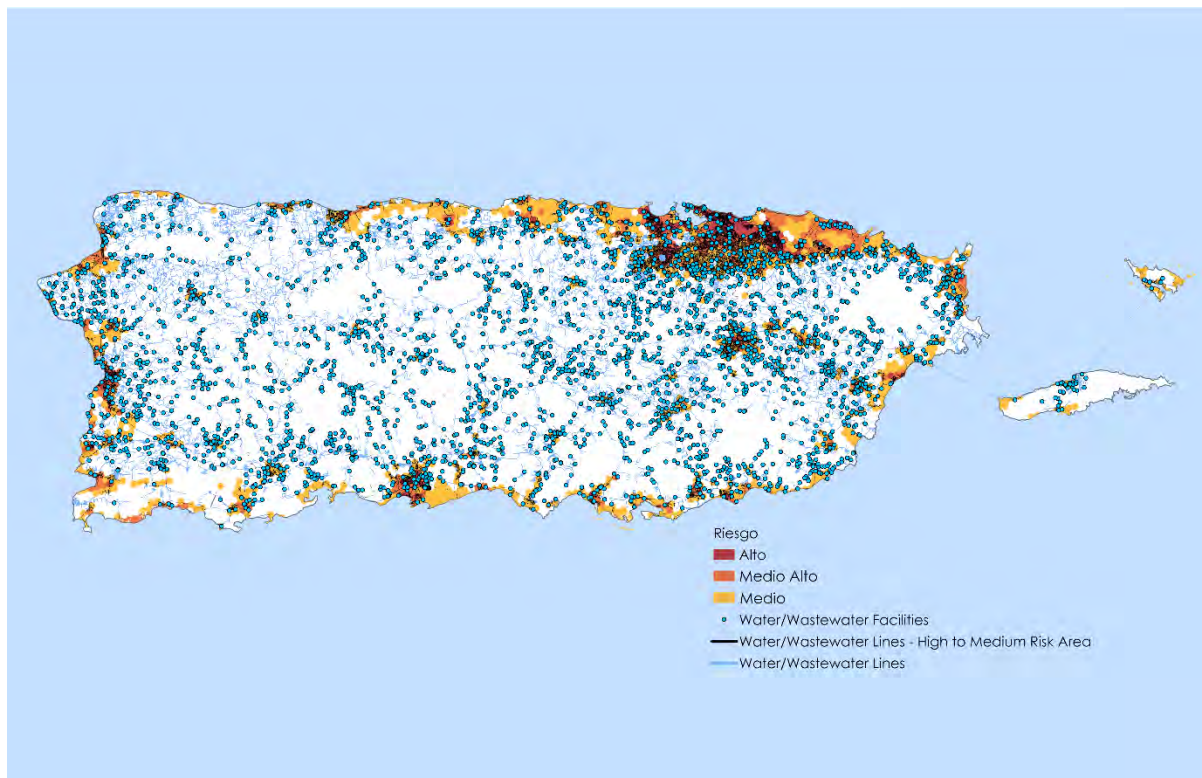 Riesgo
Alto
Medio Alto
Medio
Water/Wastewater Facilities
Water/Wastewater Lines - High to Medium Risk Area
Water/Wastewater Lines